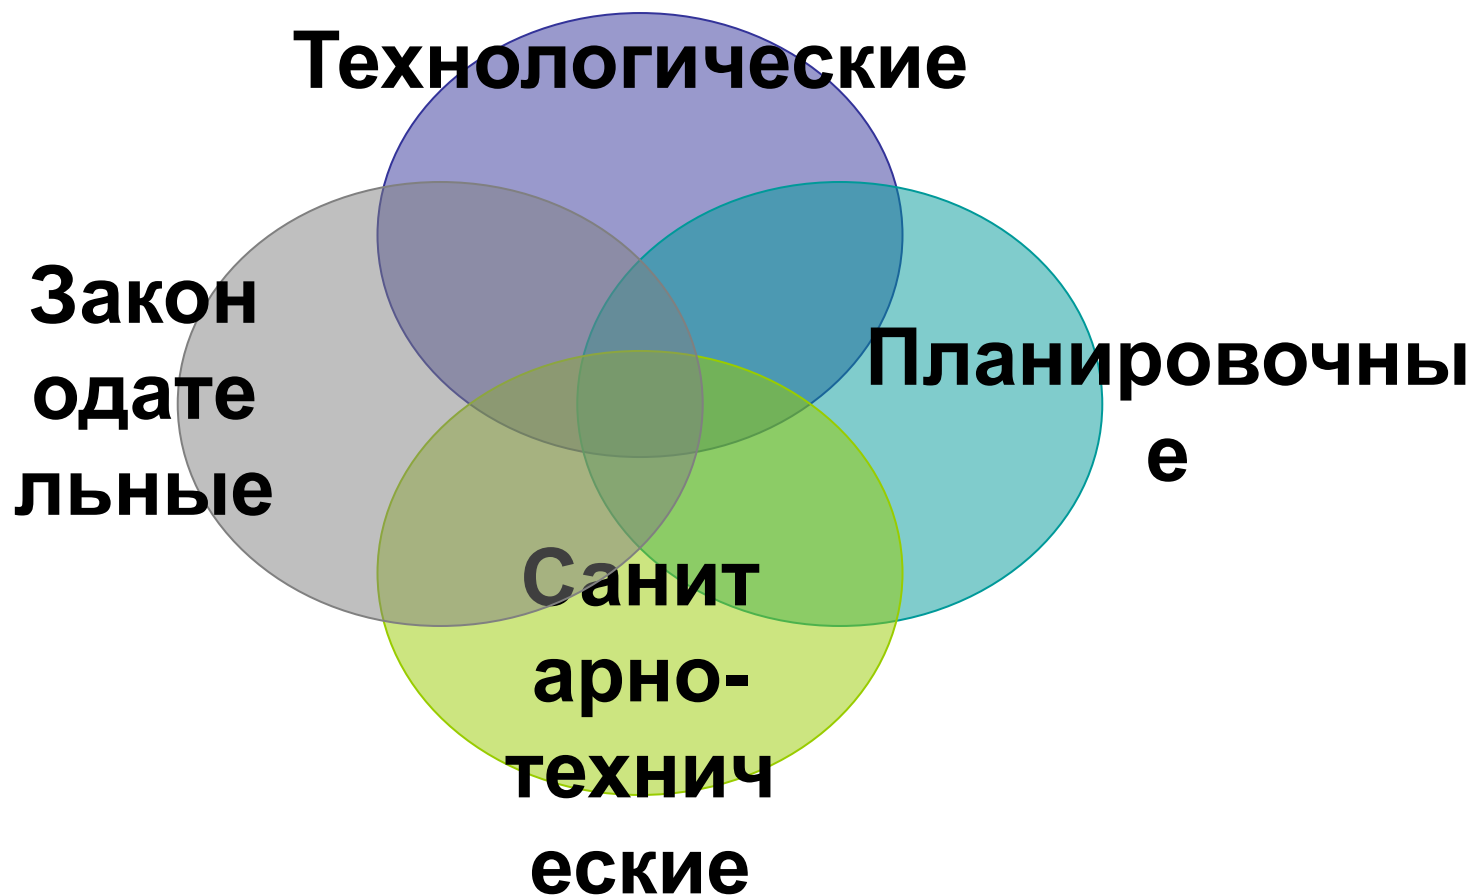 Технологические
Закон
одате
льные
Планировочны
е
Санит
арно-
технич
еские